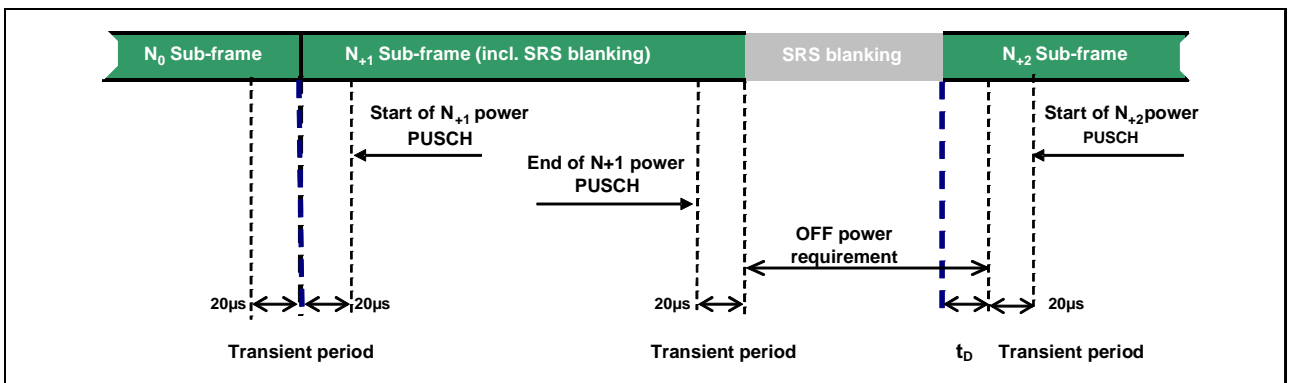 N0 Sub-frame
N+1 Sub-frame (incl. SRS blanking)
SRS blanking
N+2 Sub-frame
Start of N+1 power
PUSCH
End of N+1 power
PUSCH
Start of N+2power
PUSCH
OFF power
requirement
20µs
20µs
20µs
20µs
Transient period
Transient period
tD
Transient period